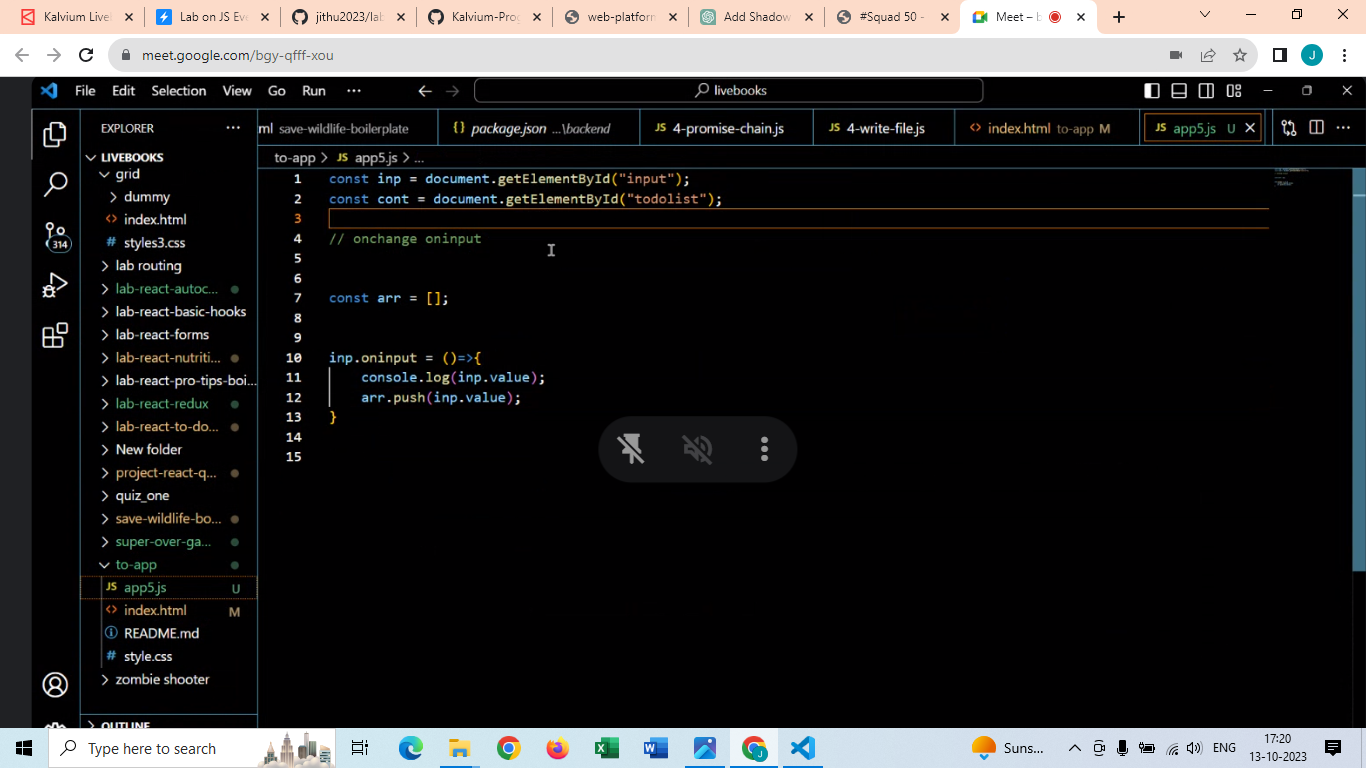 Kalvium Live
Lab on JS Eve
jithu2023/lab
Kalvium-Prog
web-platform
Add Shadow
#Squad 50 -
Meet – b
meet.google.com/bgy-qfff-xou
J
File Edit Selection View Go Run ...
livebooks
EXPLORER ...
ml save-wildlife-boilerplate
{} package.json ...\backend
JS 4-promise-chain.js
JS 4-write-file.js
<> index.html to-app M
JS app5.js U
LIVEBOOKS
to-app > JS app5.js > ...
grid
dummy
<> index.html
# styles3.css
lab routing
lab-react-autoc...
lab-react-basic-hooks
lab-react-forms
lab-react-nutriti...
lab-react-pro-tips-boi...
lab-react-redux
lab-react-to-do...
New folder
project-react-q...
quiz_one
save-wildlife-bo...
super-over-ga...
to-app
JS app5.js U
<> index.html M
README.md
# style.css
zombie shooter
OUTLINE
314
1 const inp = document.getElementById("input");
2 const cont = document.getElementById("todolist");
3
4 // onchange oninput
5
6
7 const arr = [];
8
9
10 inp.oninput = ()=>{
11 console.log(inp.value);
12 arr.push(inp.value);
13 }
14
15
Type here to search
Suns...
ENG
17:20
13-10-2023